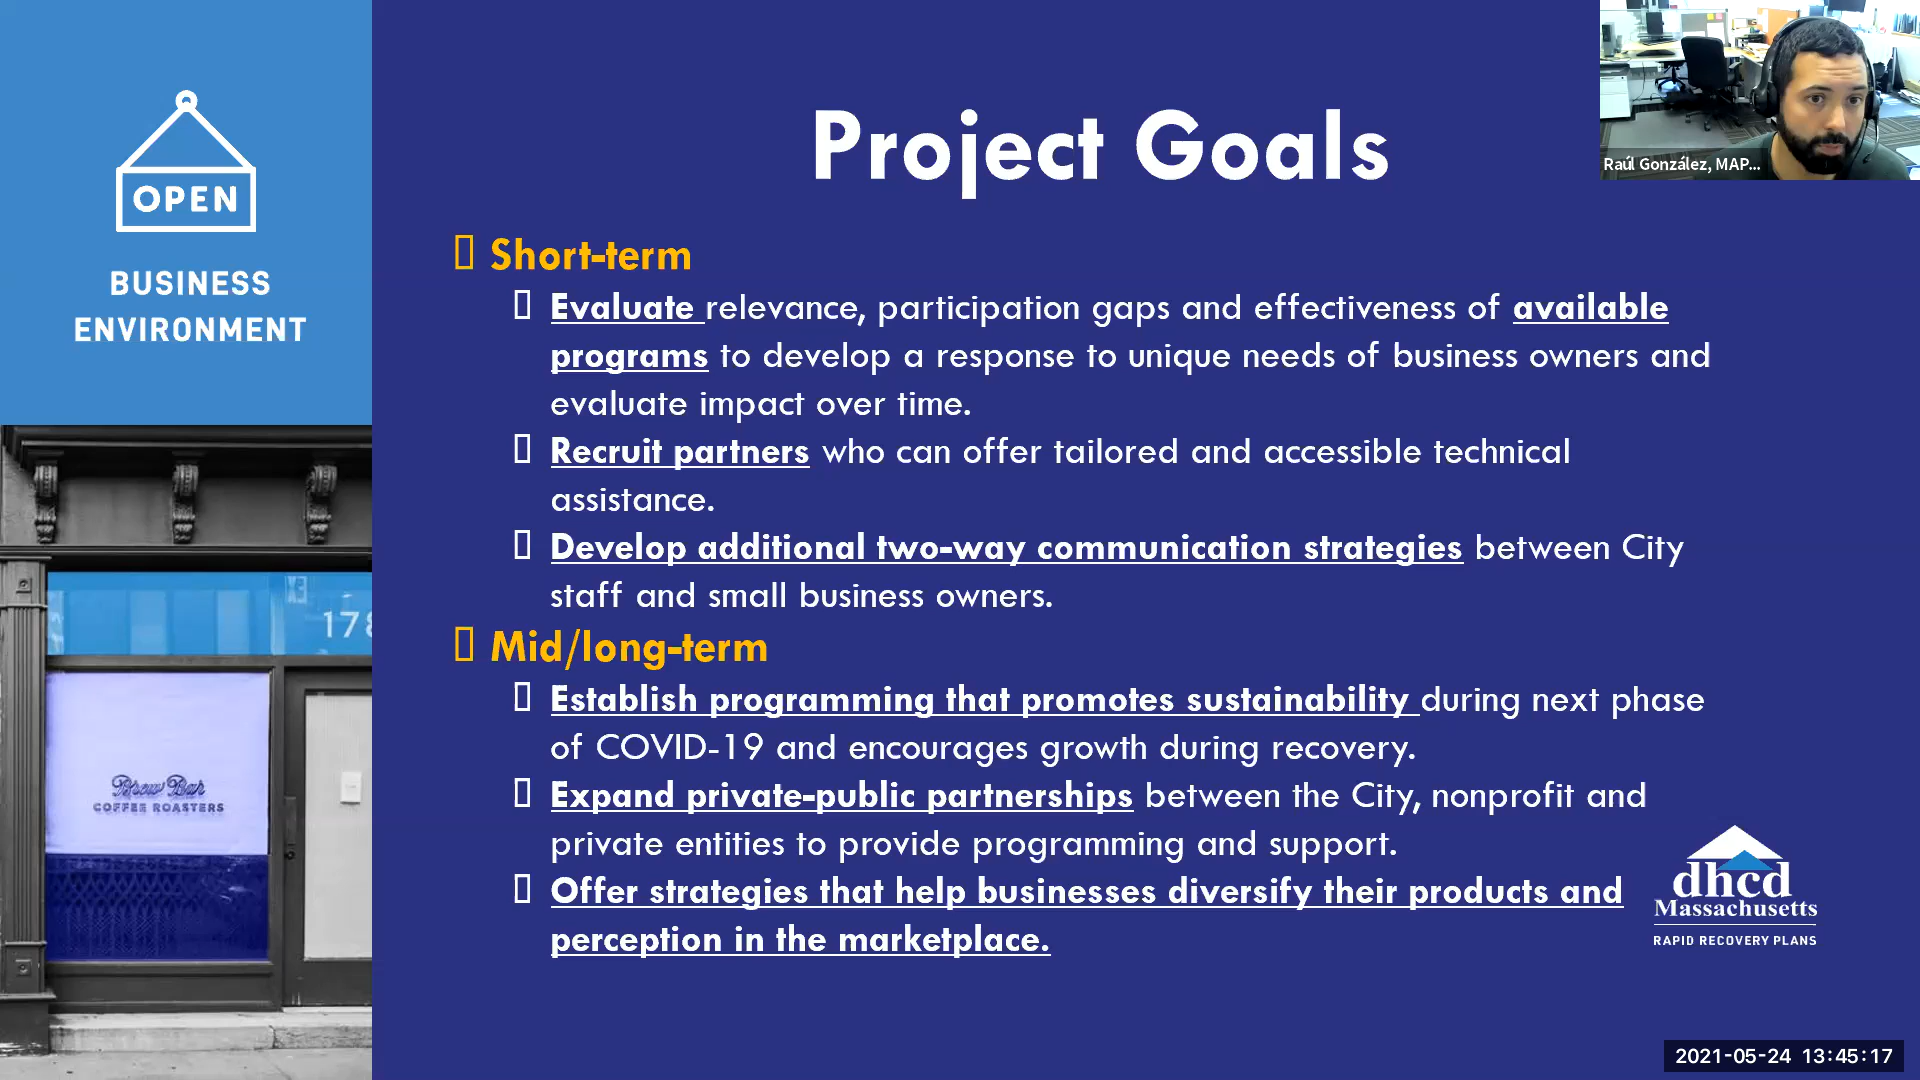 OPEN
BUSINESS
ENVIRONMENT
178
Brew Bar
COFFEE ROASTERS
Project Goals
Short-term
Evaluate relevance, participation gaps and effectiveness of available
programs to develop a response to unique needs of business owners and
evaluate impact over time.
Recruit partners who can offer tailored and accessible technical
assistance.
Develop additional two-way communication strategies between City
staff and small business owners.
Mid/long-term
Establish programming that promotes sustainability during next phase
of COVID-19 and encourages growth during recovery.
Expand private-public partnerships between the City, nonprofit and
private entities to provide programming and support.
Offer strategies that help businesses diversify their products and
perception in the marketplace.
Raúl González, MAP...
dhcd
Massachusetts
RAPID RECOVERY PLANS
2021-05-24 13:45:17